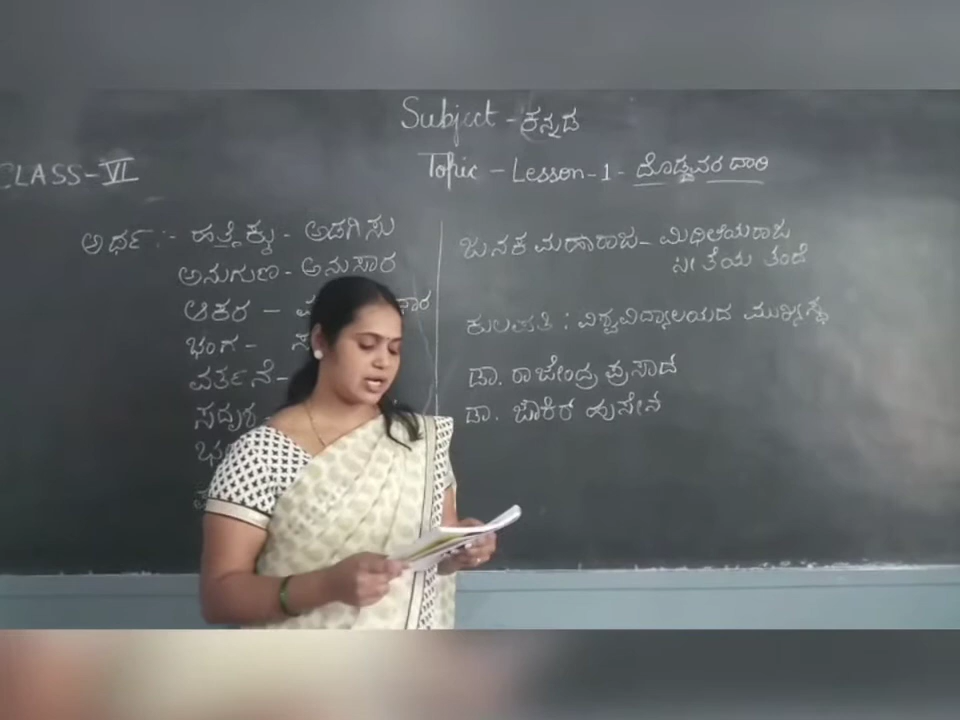 Subject - ಕನ್ನಡ
CLASS-VI
Topic - Lesson-1- ದೊಡ್ಡವರ ದಾರಿ
ಅರ್ಥ:- ಹತ್ತಿಕ್ಕು - ಅಡಗಿಸು
ಅನುಗುಣ - ಅನುಸಾರ
ಆಕರ -
ಭಂಗ -
ವರ್ತನೆ -
ಸದೃಶ
ಜನಕ ಮಹಾರಾಜ - ಮಿಥಿಲೆಯ ರಾಜ
ಸೀತೆಯ ತಂದೆ
ಕುಲಪತಿ : ವಿಶ್ವವಿದ್ಯಾಲಯದ ಮುಖ್ಯಸ್ಥ
ಡಾ. ರಾಜೇಂದ್ರ ಪ್ರಸಾದ
ಡಾ. ಜಾಕಿರ್ ಹುಸೇನ